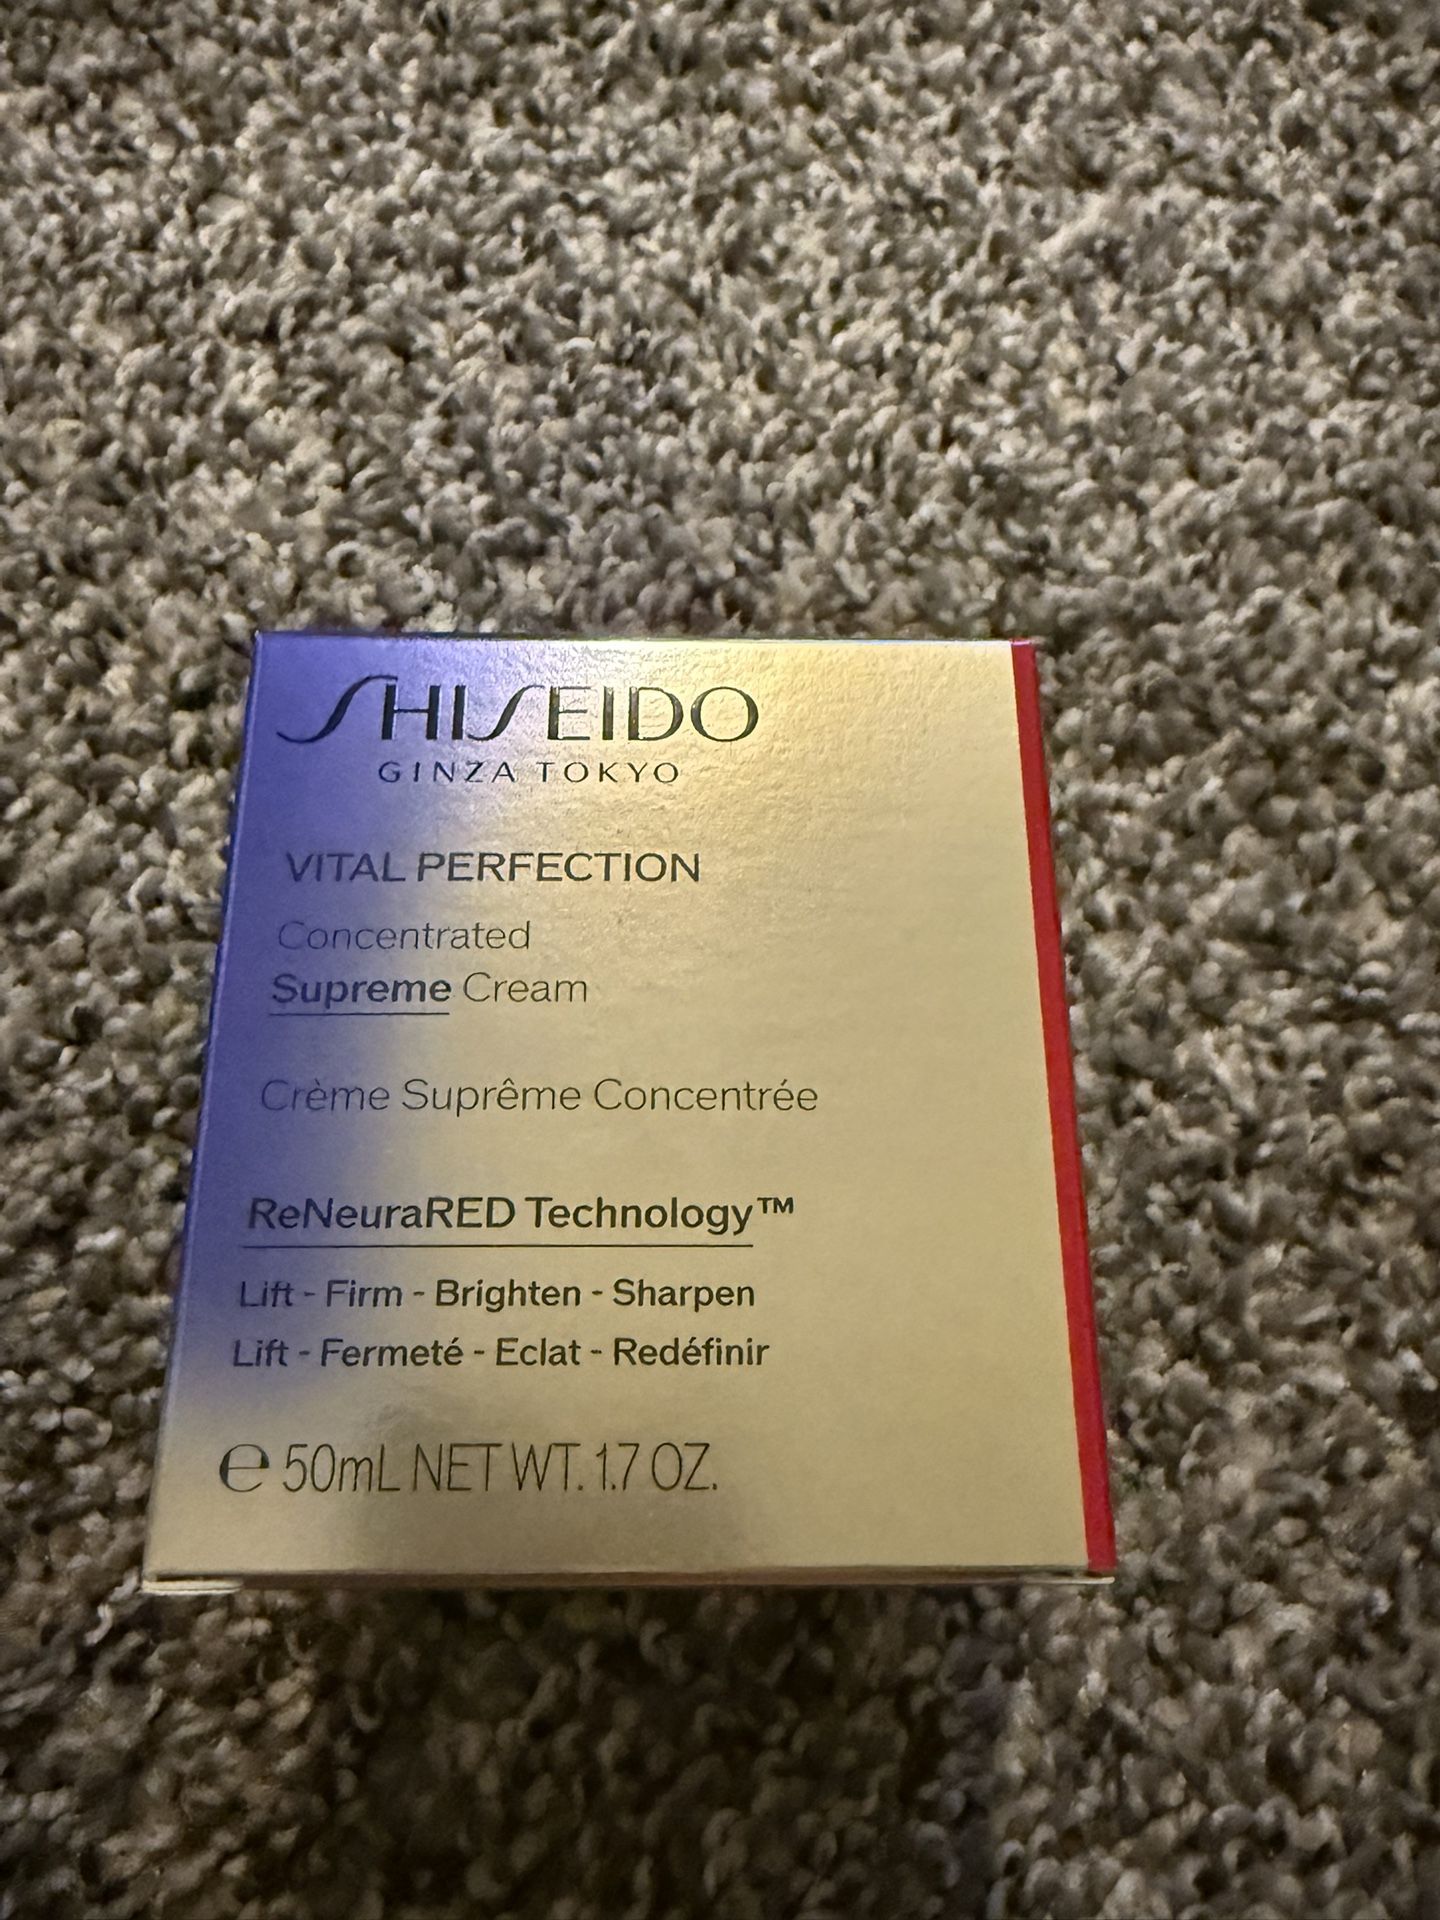 SHISEIDO
GINZA TOKYO
VITAL PERFECTION
Concentrated
Supreme Cream
Crème Suprême Concentrée
ReNeuraRED Technology™
Lift - Firm - Brighten - Sharpen
Lift - Fermeté - Eclat - Redéfinir
℮ 50mL NET WT. 1.7 OZ.